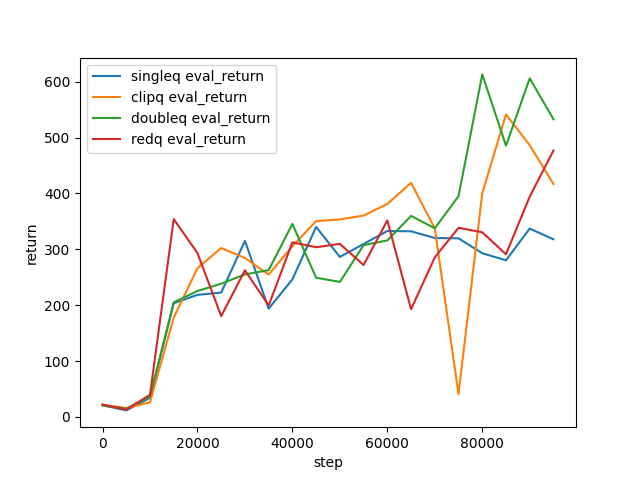 singleq eval_return
clipq eval_return
doubleq eval_return
redq eval_return
600
500
400
300
200
100
0
return
0 20000 40000 60000 80000
step